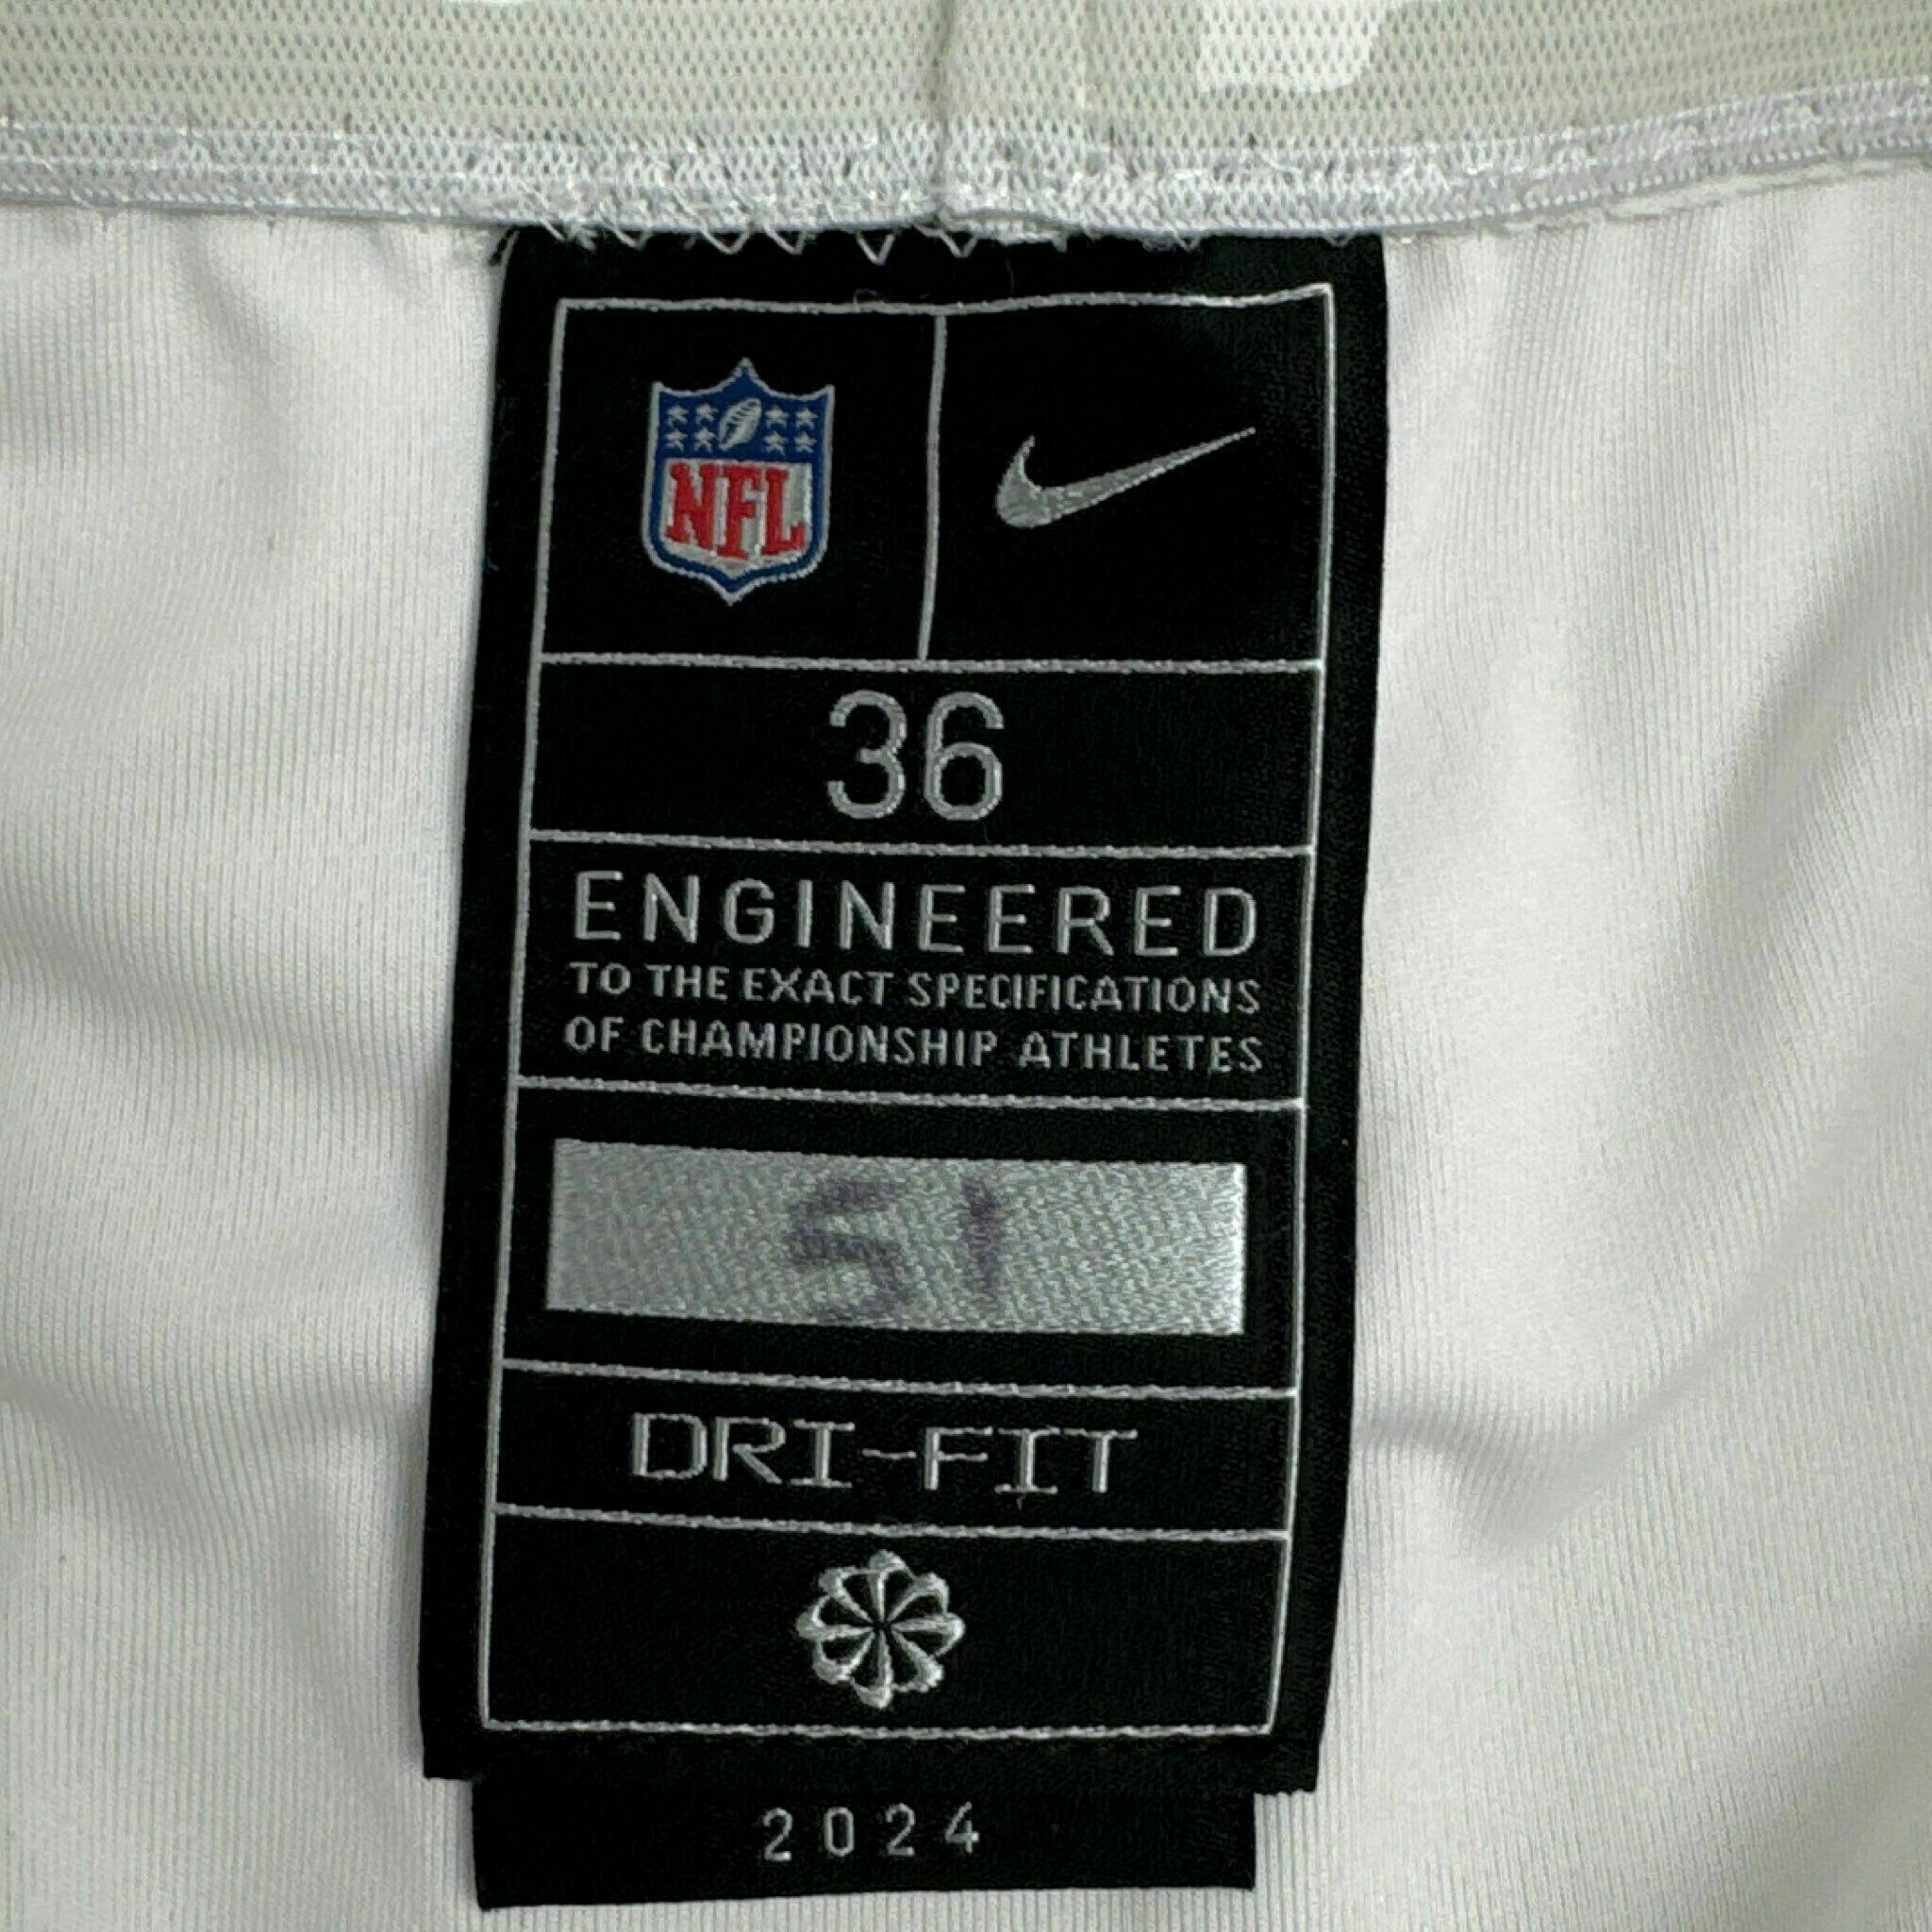 NFL
36
ENGINEERED
TO THE EXACT SPECIFICATIONS
OF CHAMPIONSHIP ATHLETES
51
DRI-FIT
2024